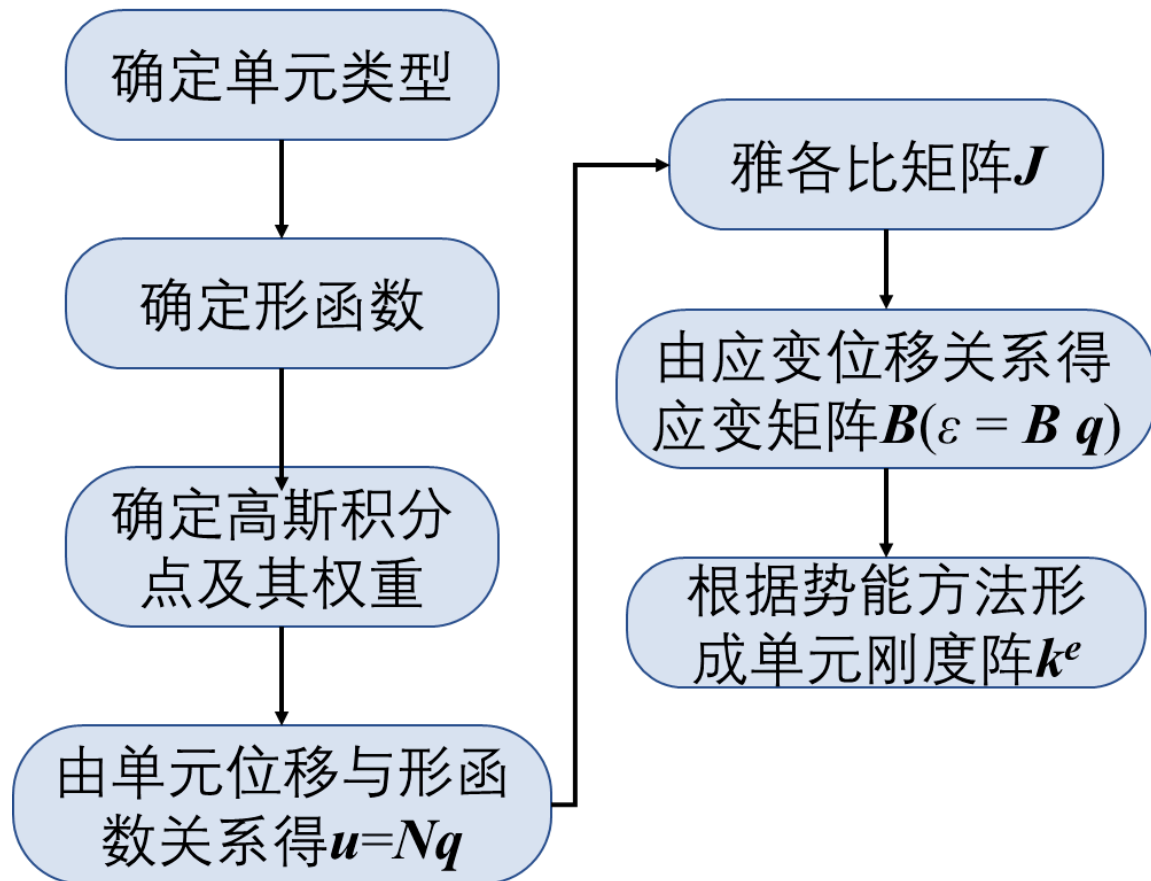 确定单元类型
确定形函数
确定高斯积分
点及其权重
由单元位移与形函
数关系得u=Nq
雅各比矩阵J
由应变位移关系得
应变矩阵B(ε = B q)
根据势能方法形
成单元刚度阵kᵉ